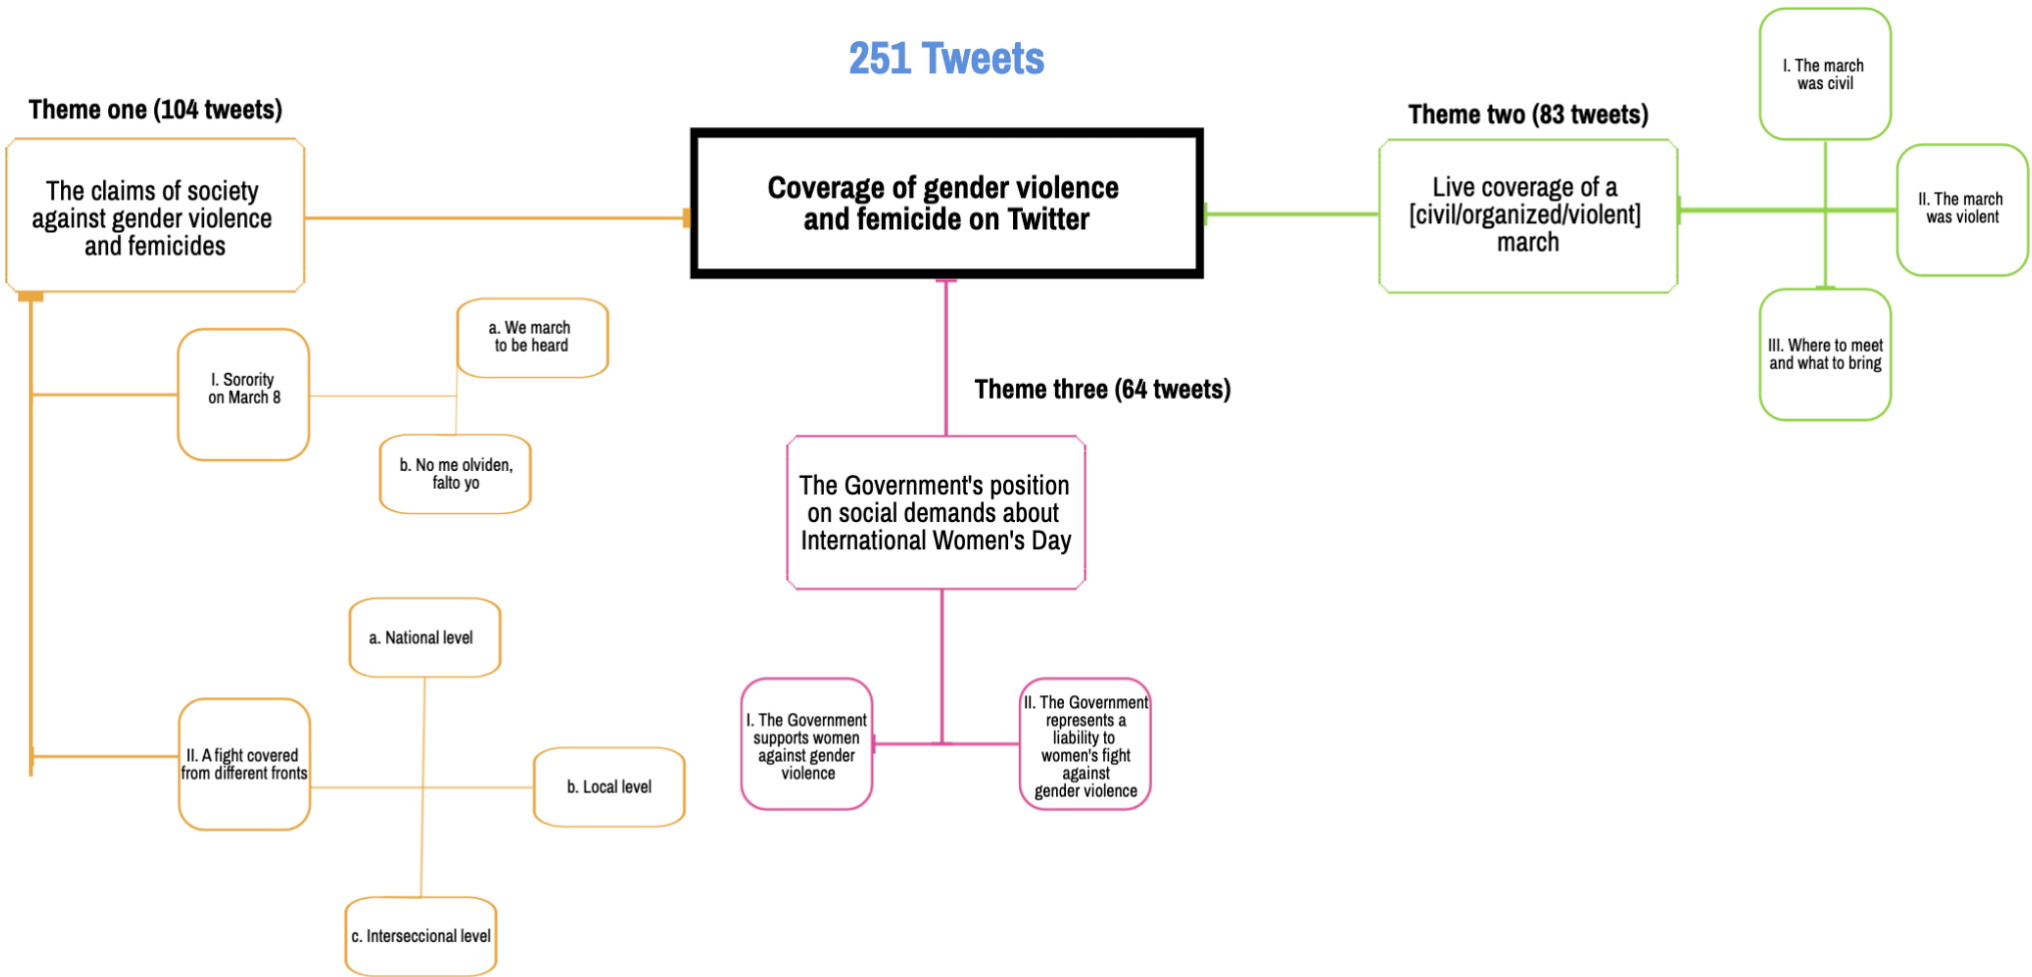 251 Tweets
Theme one (104 tweets)
The claims of society
against gender violence
and femicides
Coverage of gender violence
and femicide on Twitter
Theme two (83 tweets)
Live coverage of a
[civil/organized/violent]
march
I. The march
was civil
II. The march
was violent
III. Where to meet
and what to bring
I. Sorority
on March 8
a. We march
to be heard
b. No me olviden,
falto yo
II. A fight covered
from different fronts
a. National level
b. Local level
c. Interseccional level
Theme three (64 tweets)
The Government's position
on social demands about
International Women's Day
I. The Government
supports women
against gender
violence
II. The Government
represents a
liability to
women's fight
against
gender violence